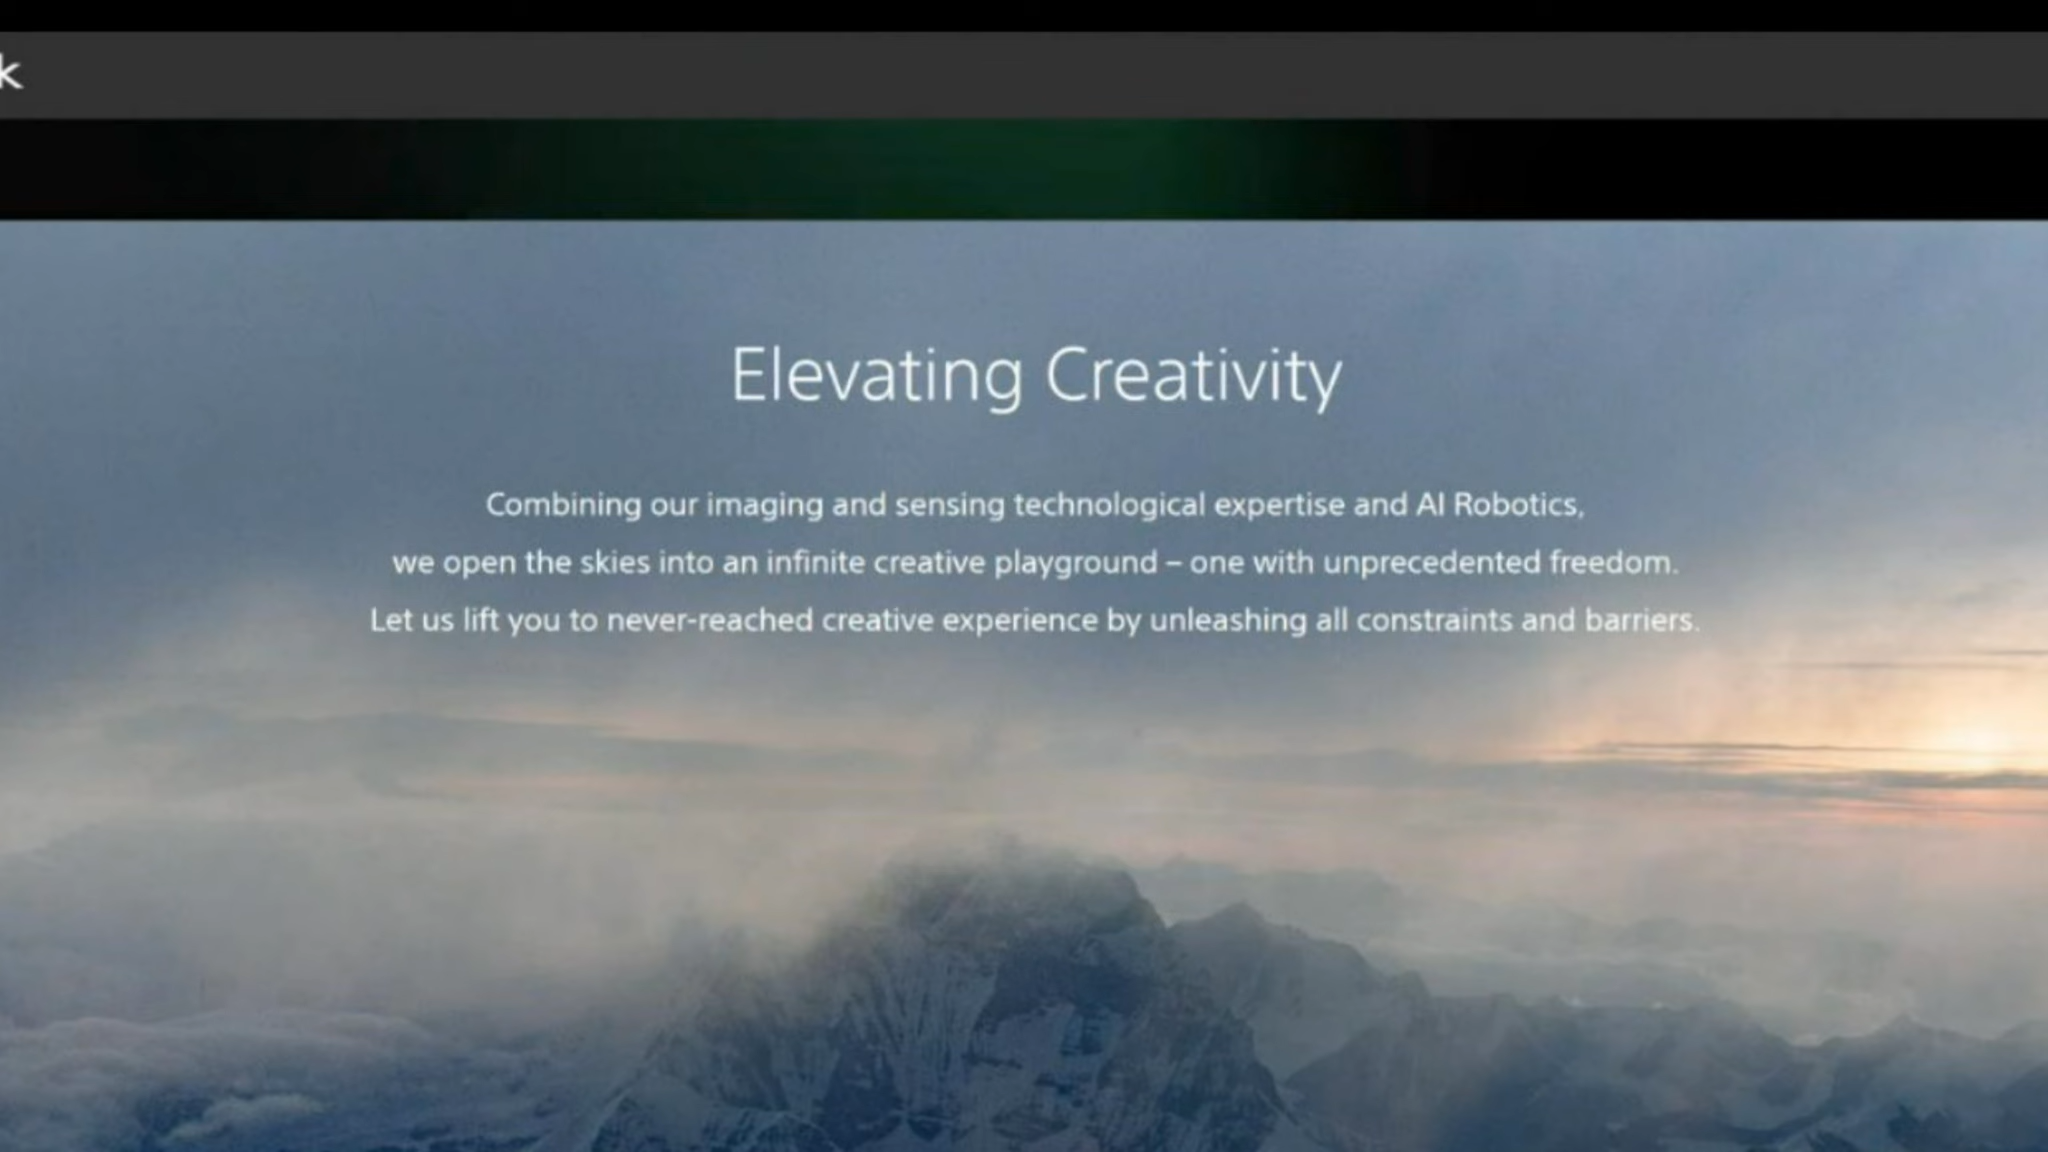 k
Elevating Creativity
Combining our imaging and sensing technological expertise and AI Robotics,
we open the skies into an infinite creative playground – one with unprecedented freedom.
Let us lift you to never-reached creative experience by unleashing all constraints and barriers.